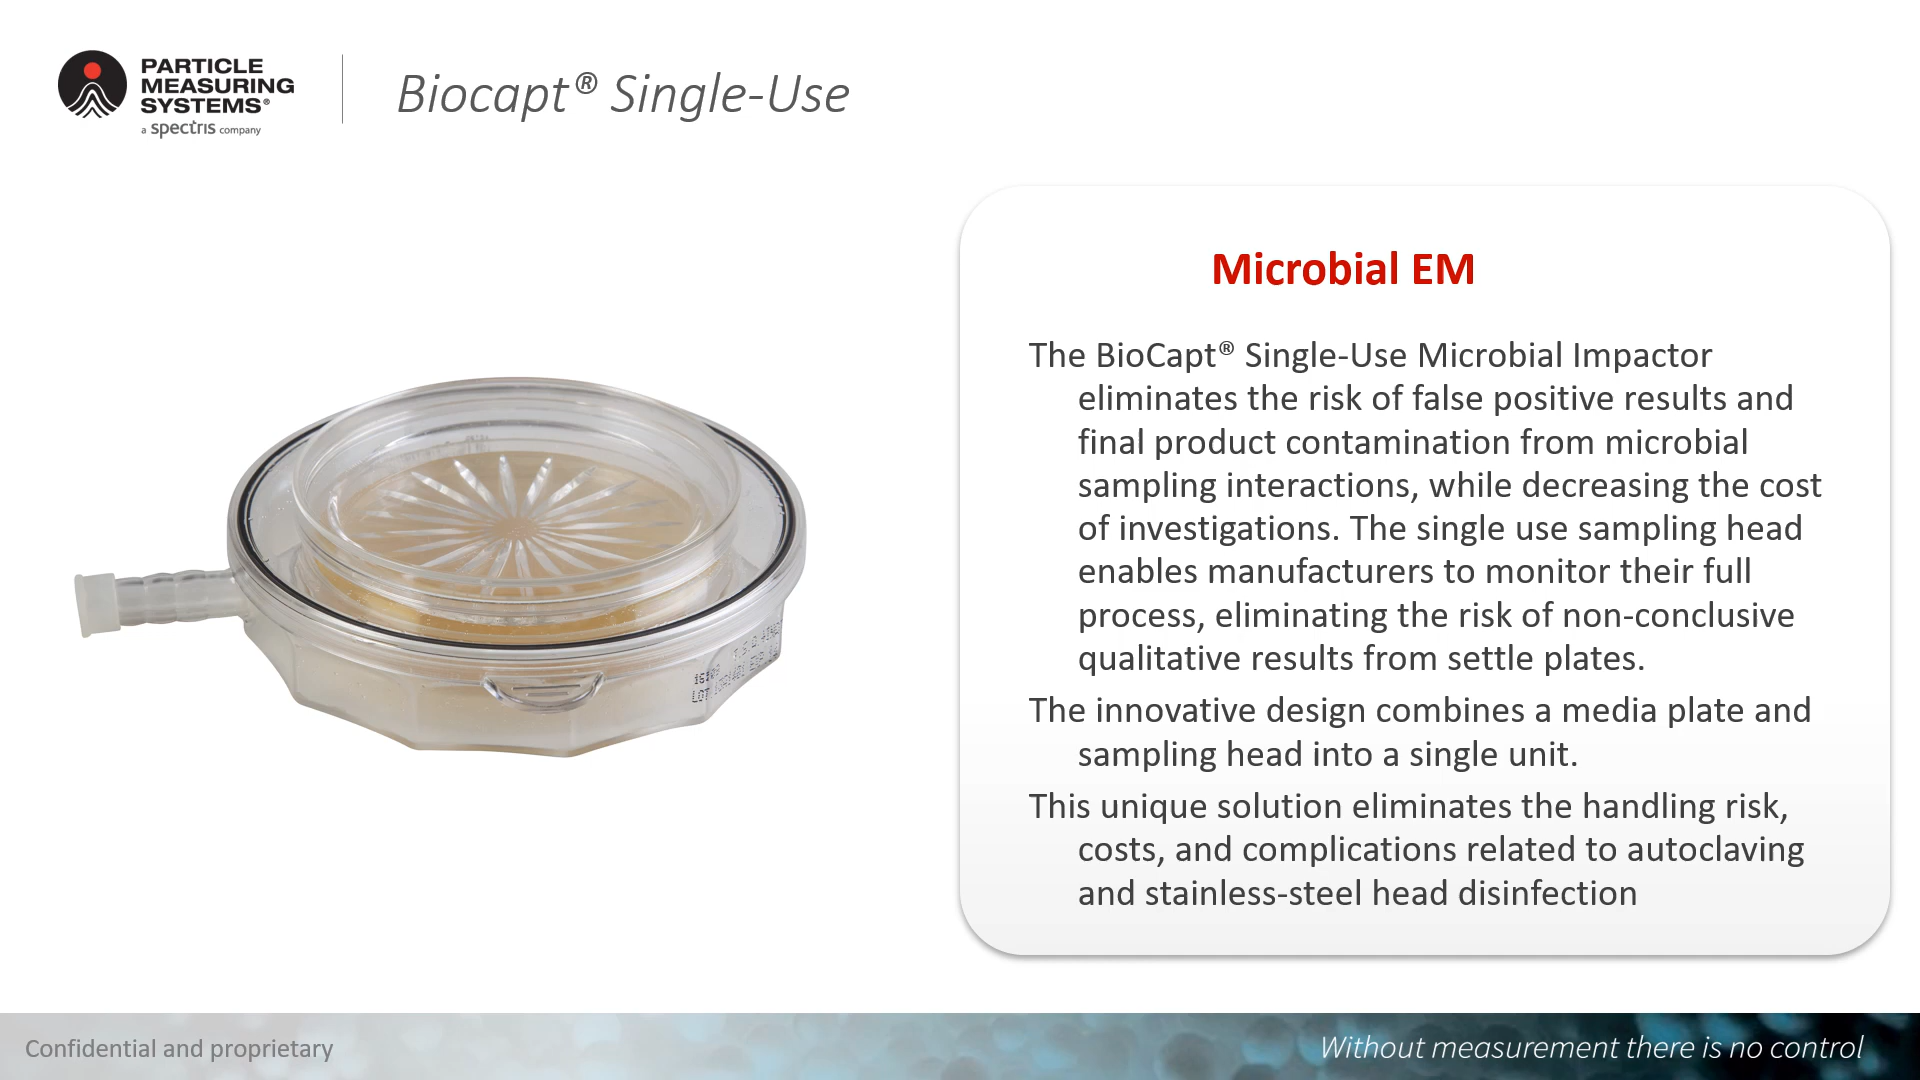 PARTICLE
MEASURING
SYSTEMS®
a spectris company
Biocapt® Single-Use
Microbial EM
The BioCapt® Single-Use Microbial Impactor
eliminates the risk of false positive results and
final product contamination from microbial
sampling interactions, while decreasing the cost
of investigations. The single use sampling head
enables manufacturers to monitor their full
process, eliminating the risk of non-conclusive
qualitative results from settle plates.
The innovative design combines a media plate and
sampling head into a single unit.
This unique solution eliminates the handling risk,
costs, and complications related to autoclaving
and stainless-steel head disinfection
Confidential and proprietary
Without measurement there is no control